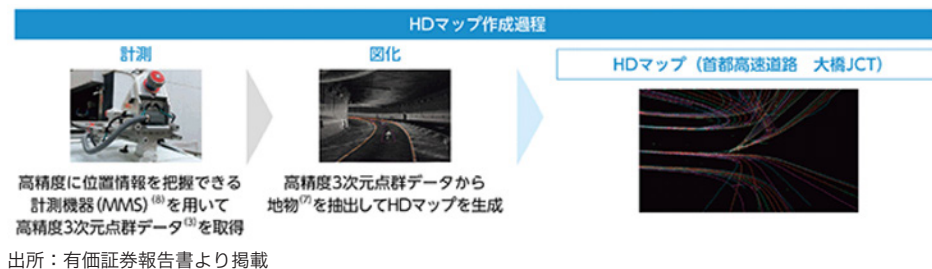 HDマップ作成過程
計測
図化
HDマップ（首都高速道路　大橋JCT）
高精度に位置情報を把握できる
計測機器（MMS）⁽⁸⁾を用いて
高精度3次元点群データ⁽³⁾を取得
高精度3次元点群データから
地物⁽⁷⁾を抽出してHDマップを生成
出所：有価証券報告書より掲載